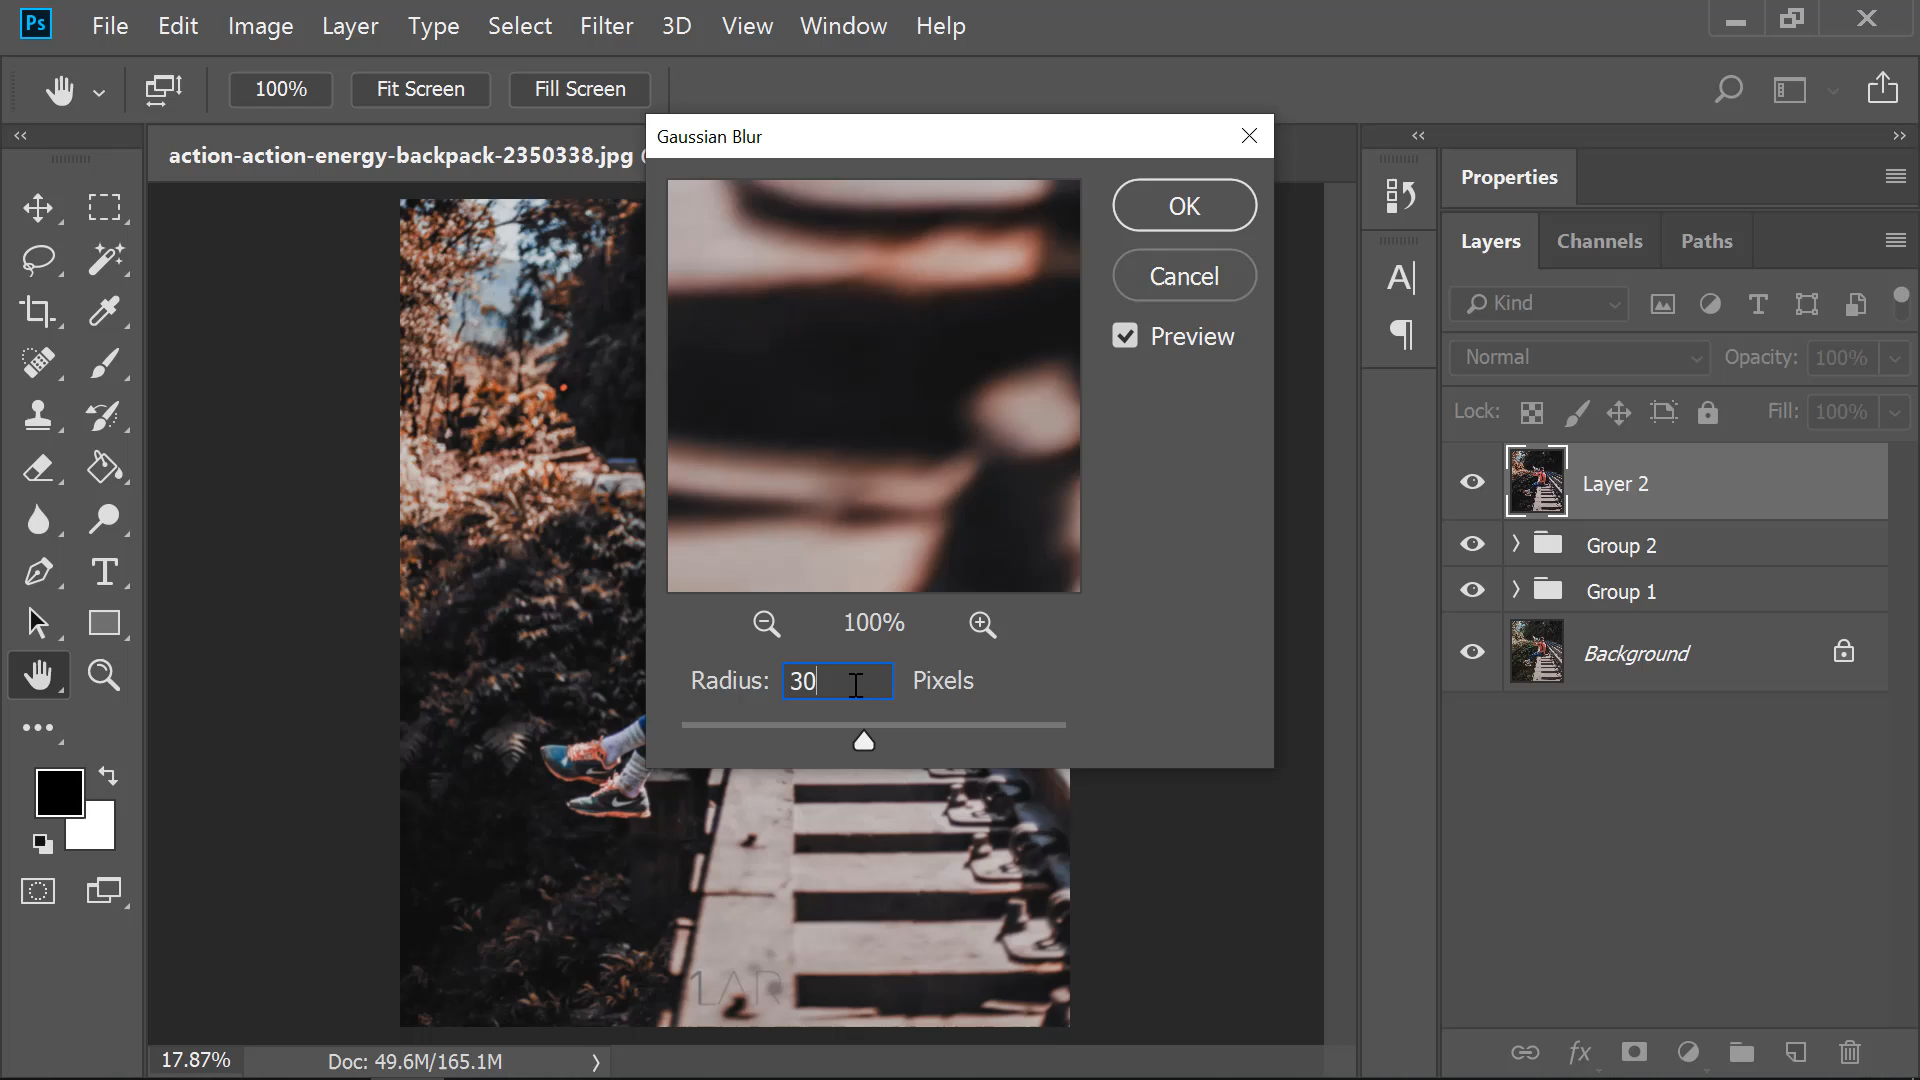 Ps File Edit Image Layer Type Select Filter 3D View Window Help
100% Fit Screen Fill Screen
action-action-energy-backpack-2350338.jpg
Gaussian Blur
OK
Cancel
Preview
100%
Radius: 30 Pixels
Properties
Layers Channels Paths
Kind
Normal Opacity: 100%
Lock: Fill: 100%
Layer 2
Group 2
Group 1
Background
fx
17.87% Doc: 49.6M/165.1M